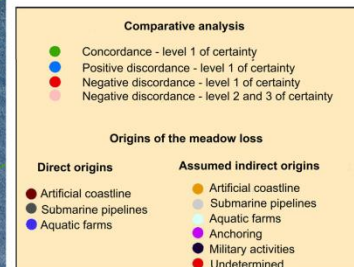 Comparative analysis
Concordance - level 1 of certainty
Positive discordance - level 1 of certainty
Negative discordance - level 1 of certainty
Negative discordance - level 2 and 3 of certainty
Origins of the meadow loss
Direct origins
Artificial coastline
Submarine pipelines
Aquatic farms
Assumed indirect origins
Artificial coastline
Submarine pipelines
Aquatic farms
Anchoring
Military activities
Undetermined